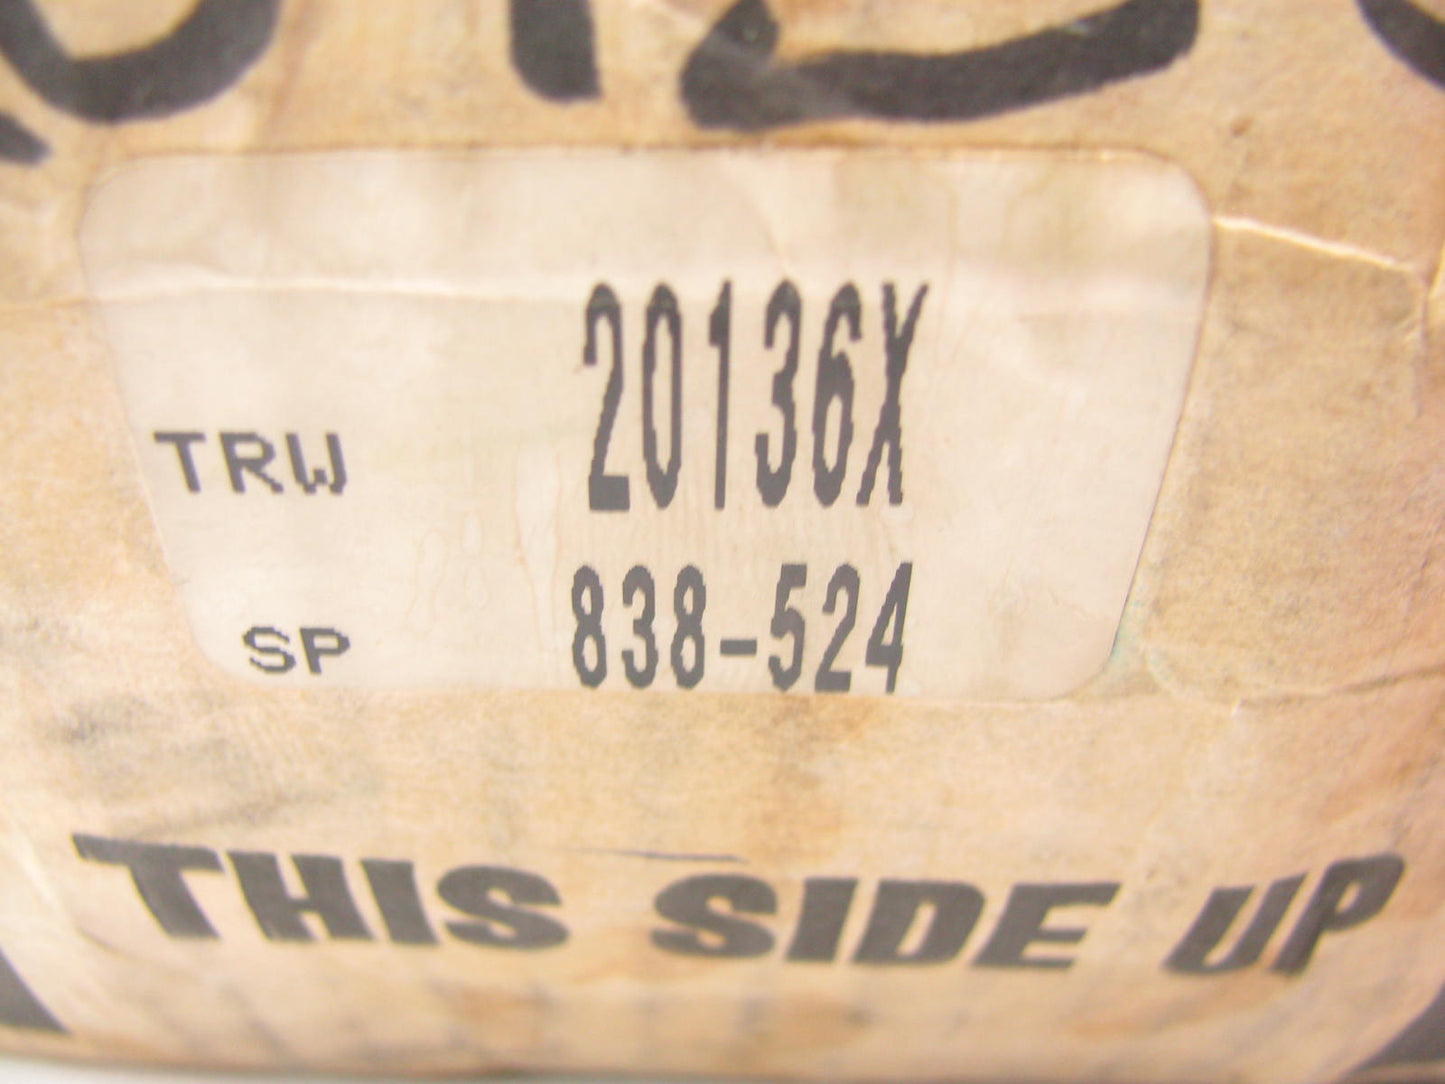 20136X
TRW
838-524
SP
THIS SIDE UP